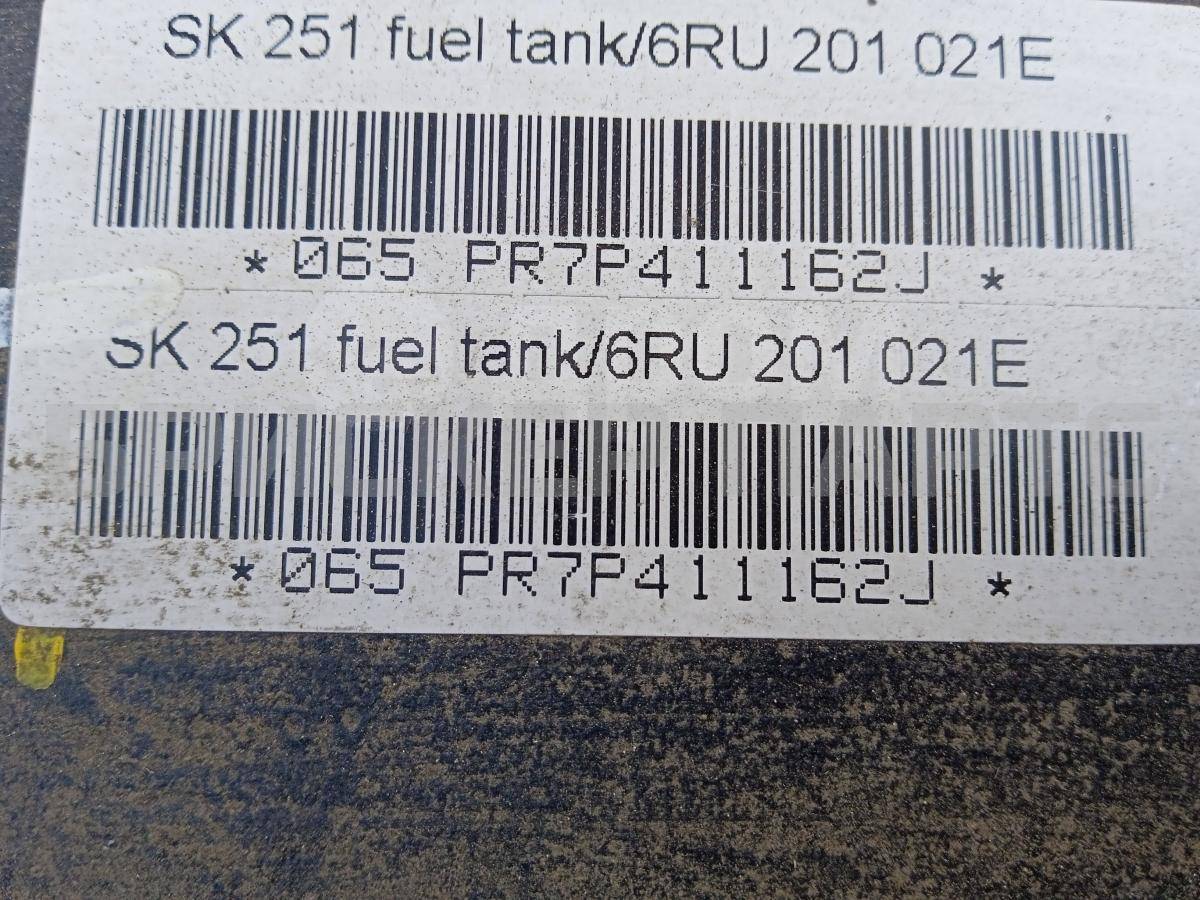 SK 251 fuel tank/6RU 201 021E
*065 PR7P411162J *
SK 251 fuel tank/6RU 201 021E
*065 PR7P411162J *